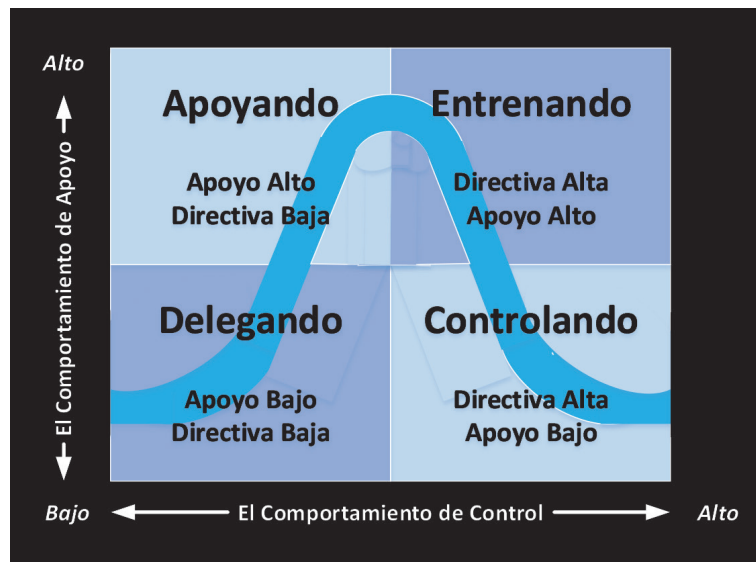 Alto
El Comportamiento de Apoyo
Apoyando
Apoyo Alto
Directiva Baja
Entrenando
Directiva Alta
Apoyo Alto
Delegando
Apoyo Bajo
Directiva Baja
Controlando
Directiva Alta
Apoyo Bajo
Bajo
El Comportamiento de Control
Alto